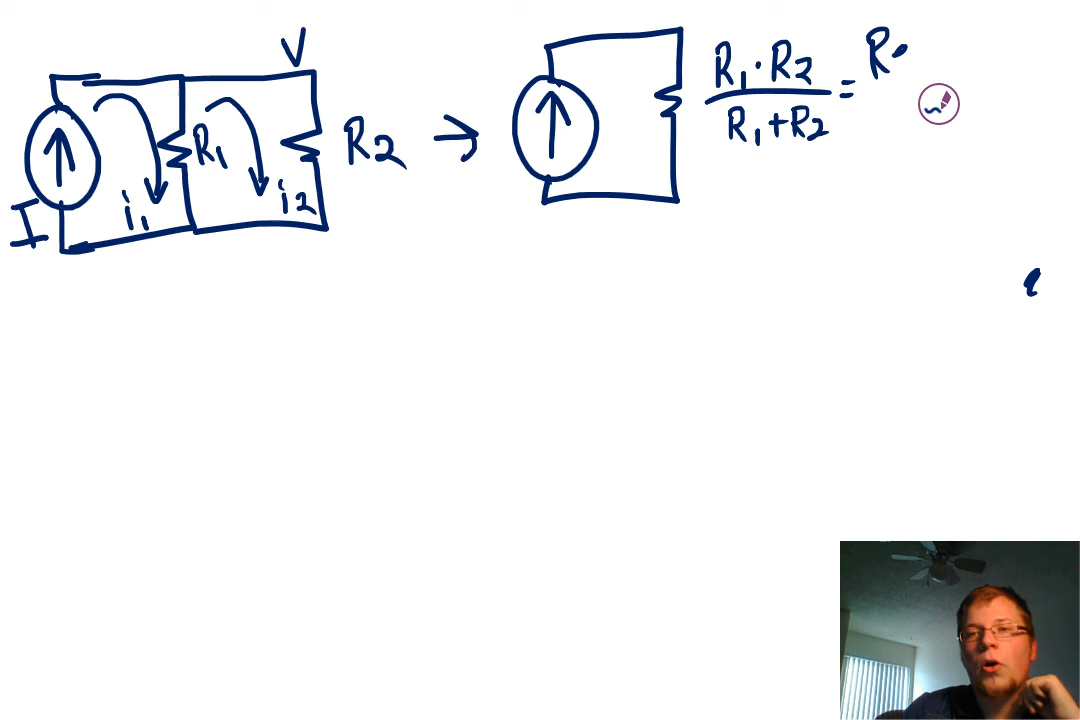 V
I
i₁
R₁
i₂
R2 →
R₁ · R2
R₁ + R2
= R